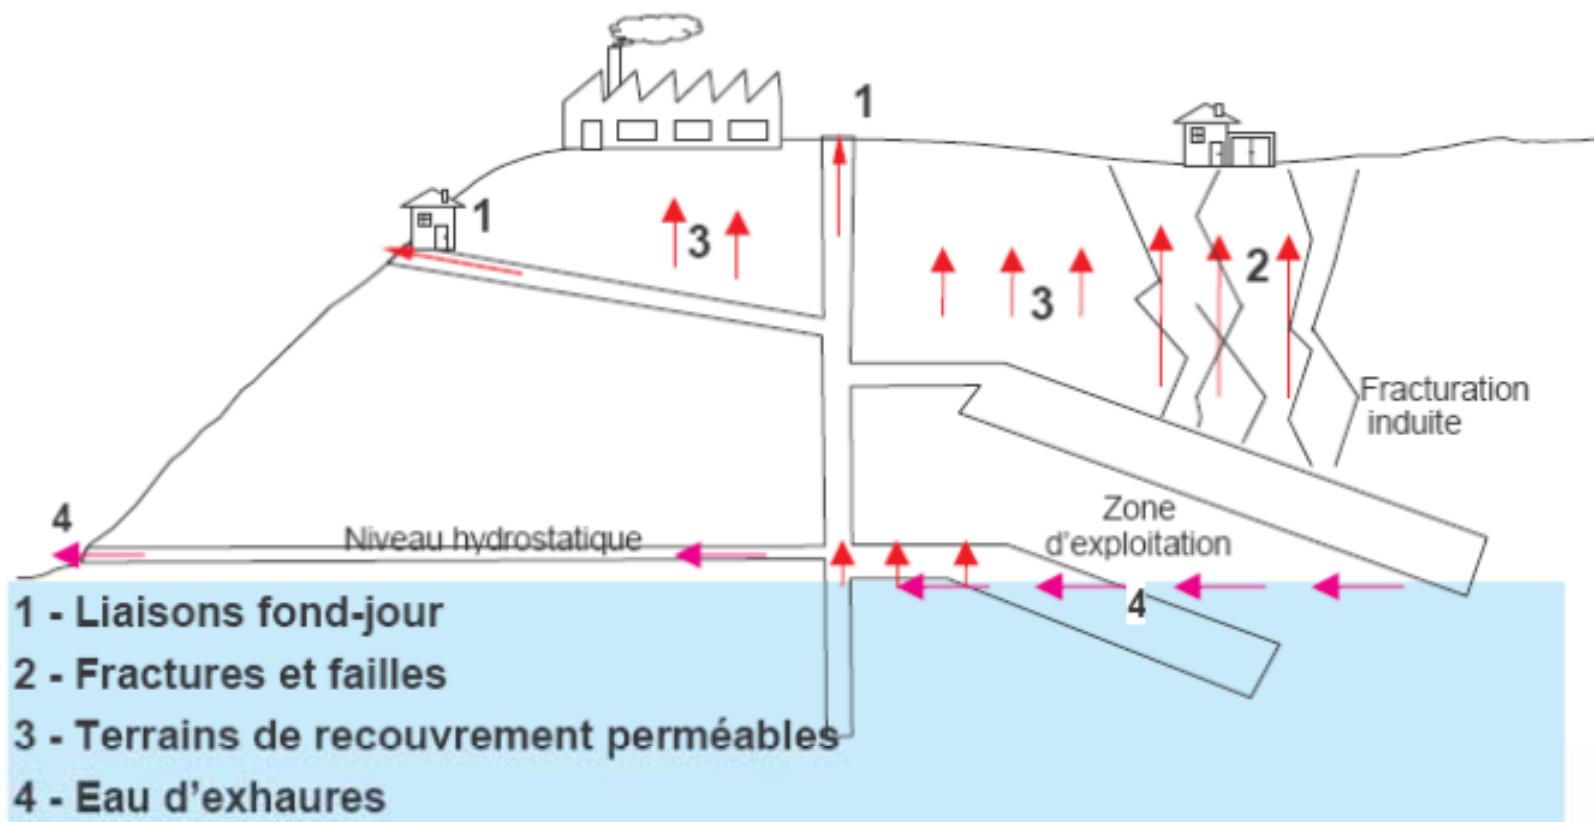 1
1
3
2
3
Fracturation
induite
4
Niveau hydrostatique
Zone
d'exploitation
4
1 - Liaisons fond-jour
2 - Fractures et failles
3 - Terrains de recouvrement perméables
4 - Eau d'exhaures